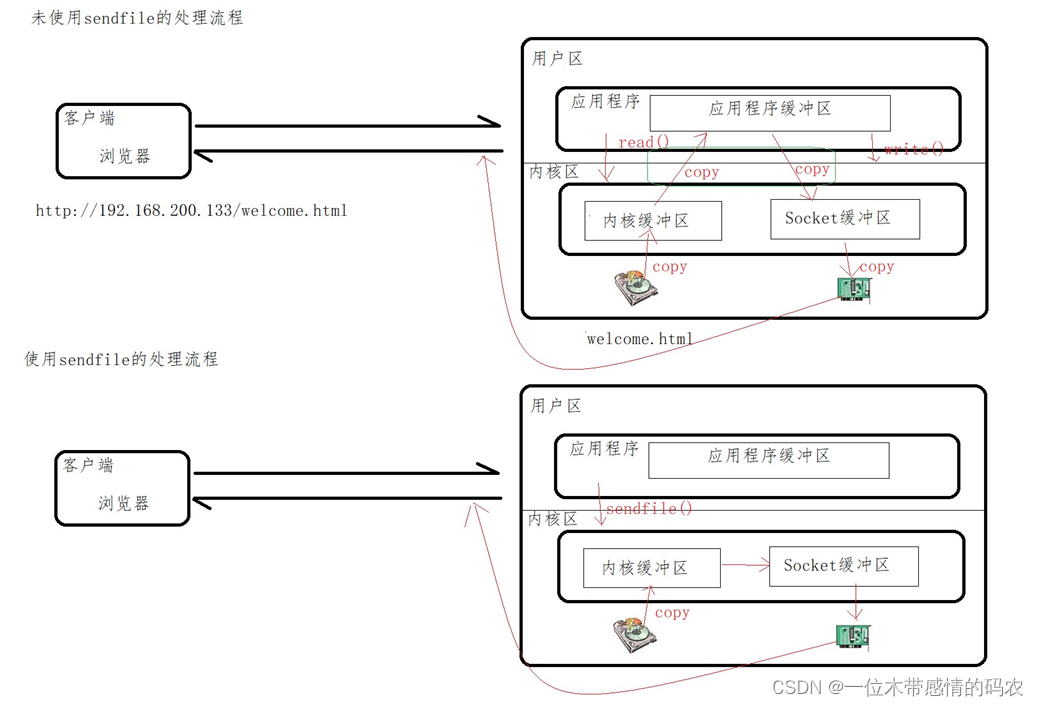 未使用sendfile的处理流程
用户区
客户端
浏览器
http://192.168.200.133/welcome.html
应用程序
应用程序缓冲区
read()
write()
内核区
copy
copy
内核缓冲区
Socket缓冲区
copy
copy
welcome.html
使用sendfile的处理流程
用户区
客户端
浏览器
应用程序
应用程序缓冲区
sendfile()
内核区
内核缓冲区
Socket缓冲区
copy
CSDN @一位木带感情的码农